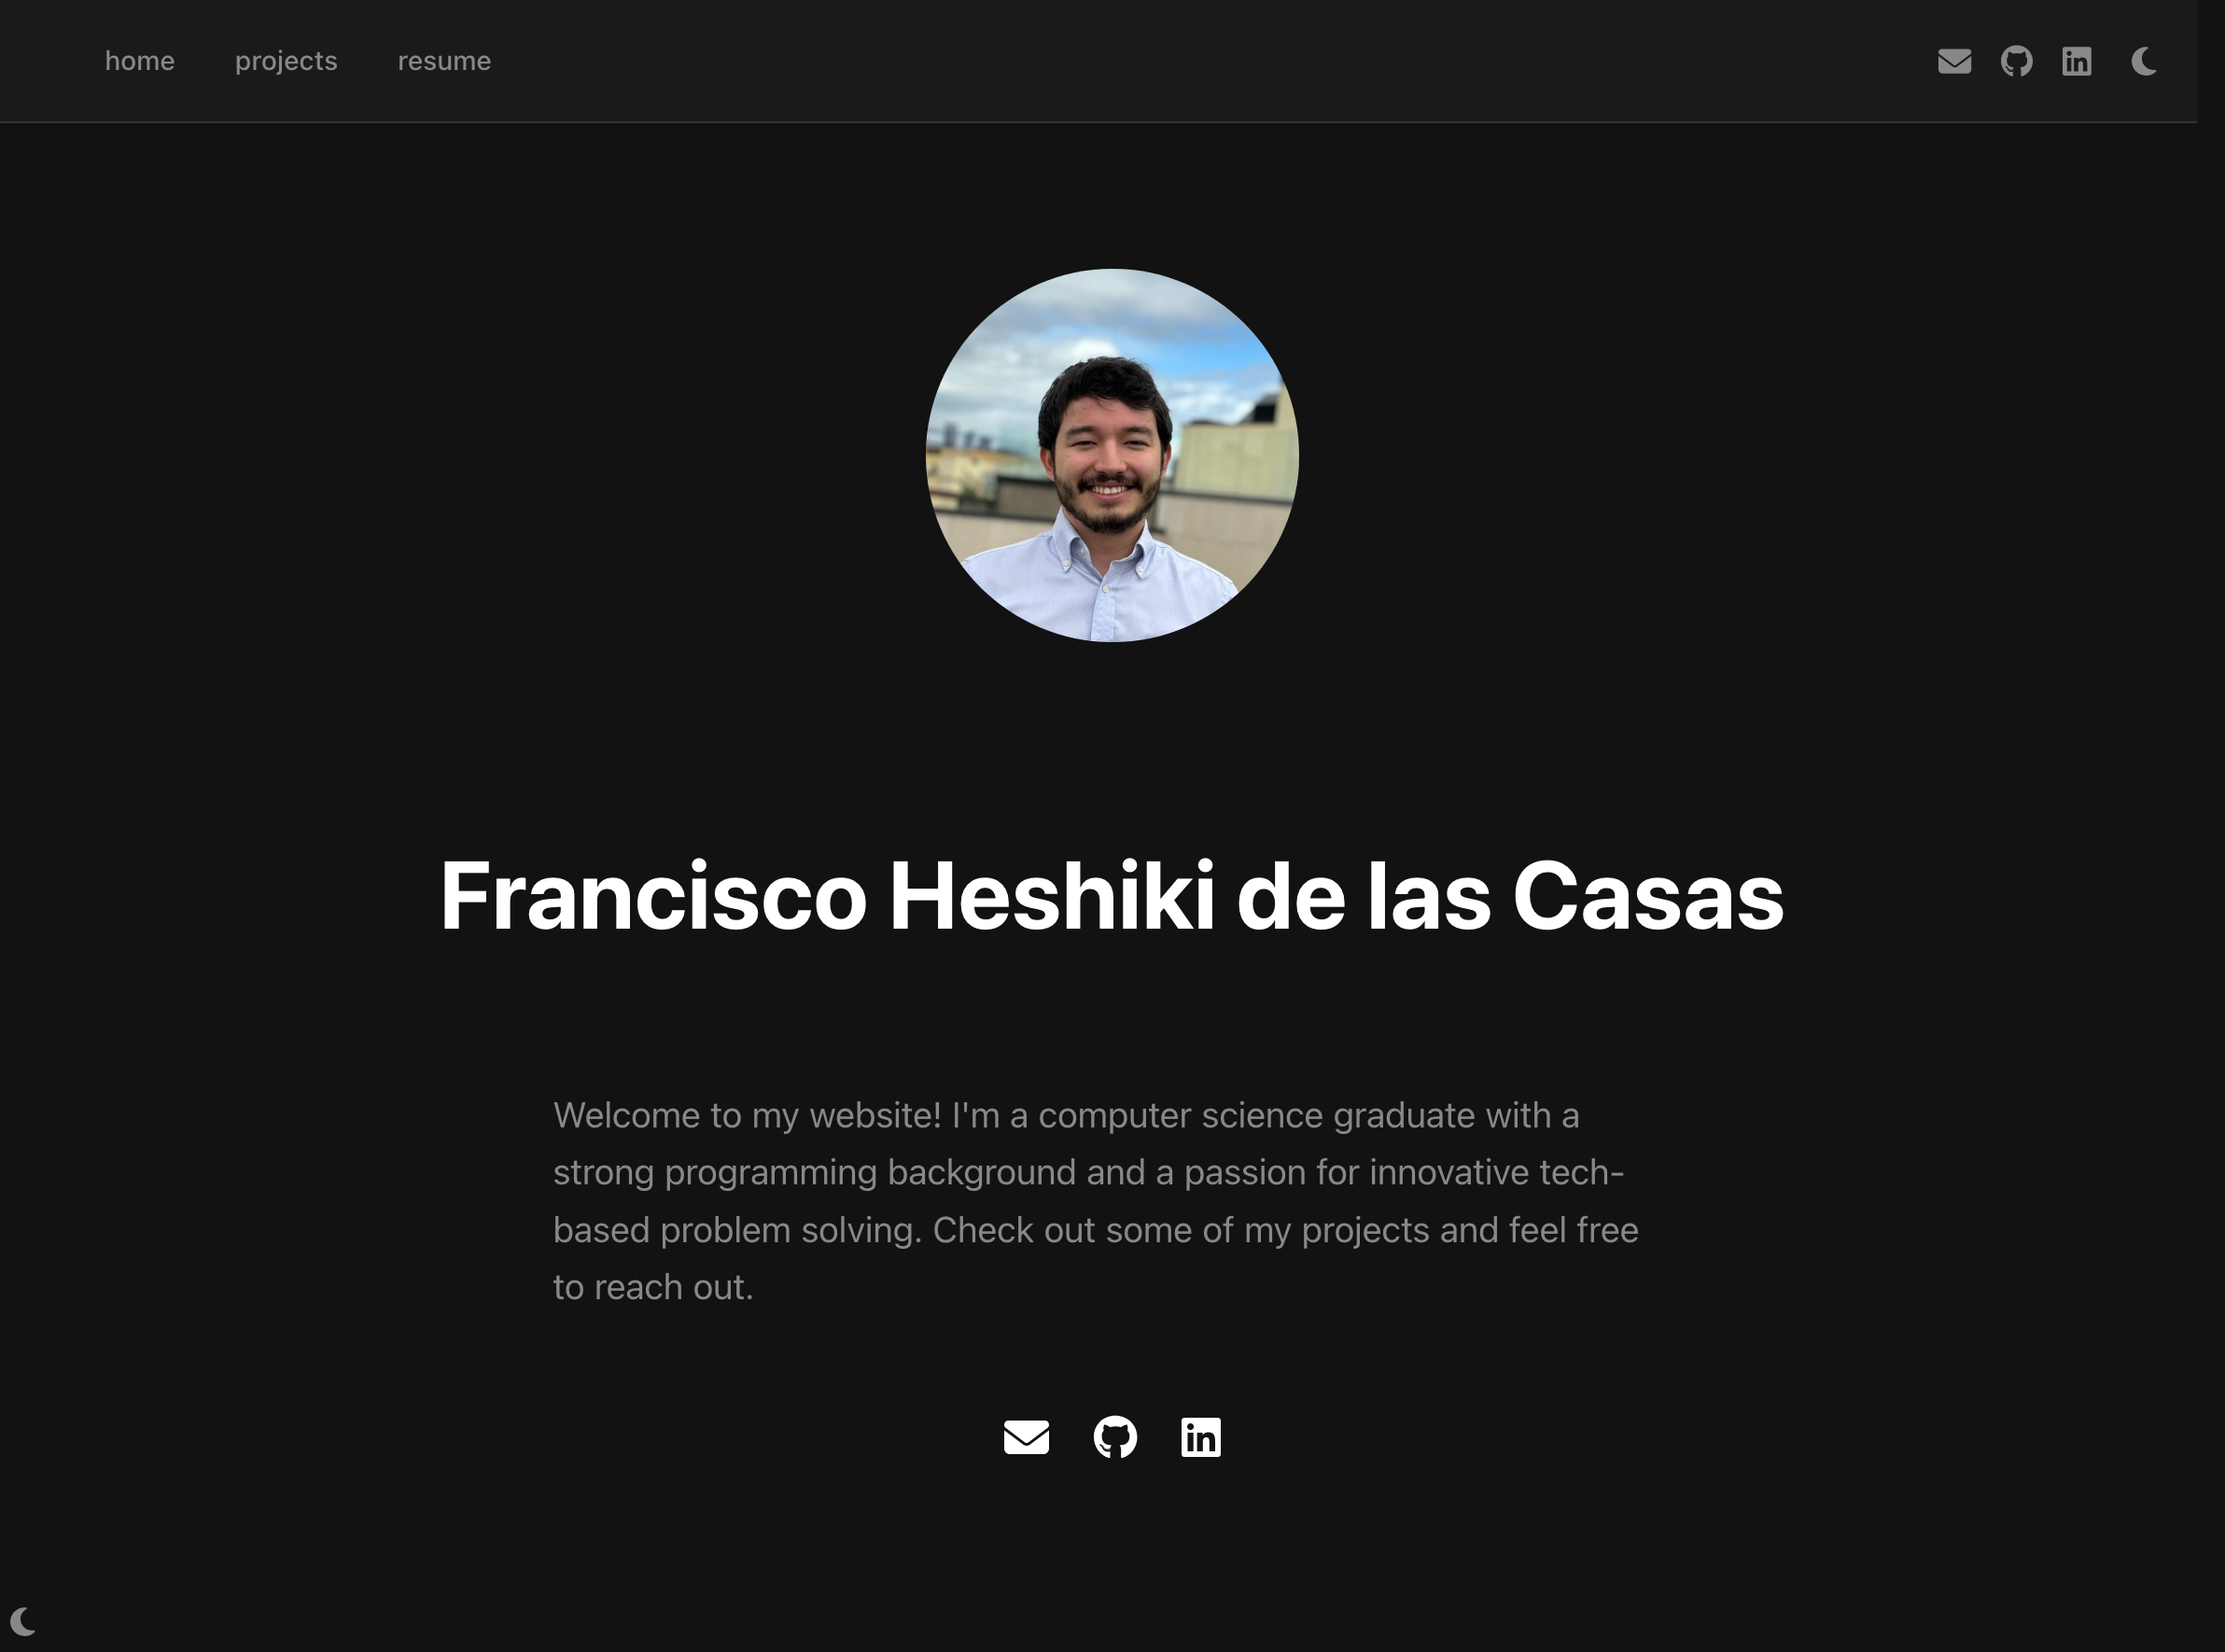 home projects resume
Francisco Heshiki de las Casas
Welcome to my website! I'm a computer science graduate with a
strong programming background and a passion for innovative tech-
based problem solving. Check out some of my projects and feel free
to reach out.